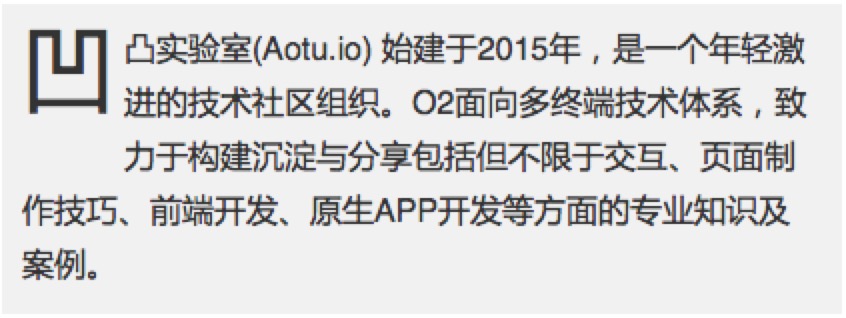 凹凸实验室(Aotu.io) 始建于2015年，是一个年轻激
进的技术社区组织。O2面向多终端技术体系，致
力于构建沉淀与分享包括但不限于交互、页面制
作技巧、前端开发、原生APP开发等方面的专业知识及
案例。